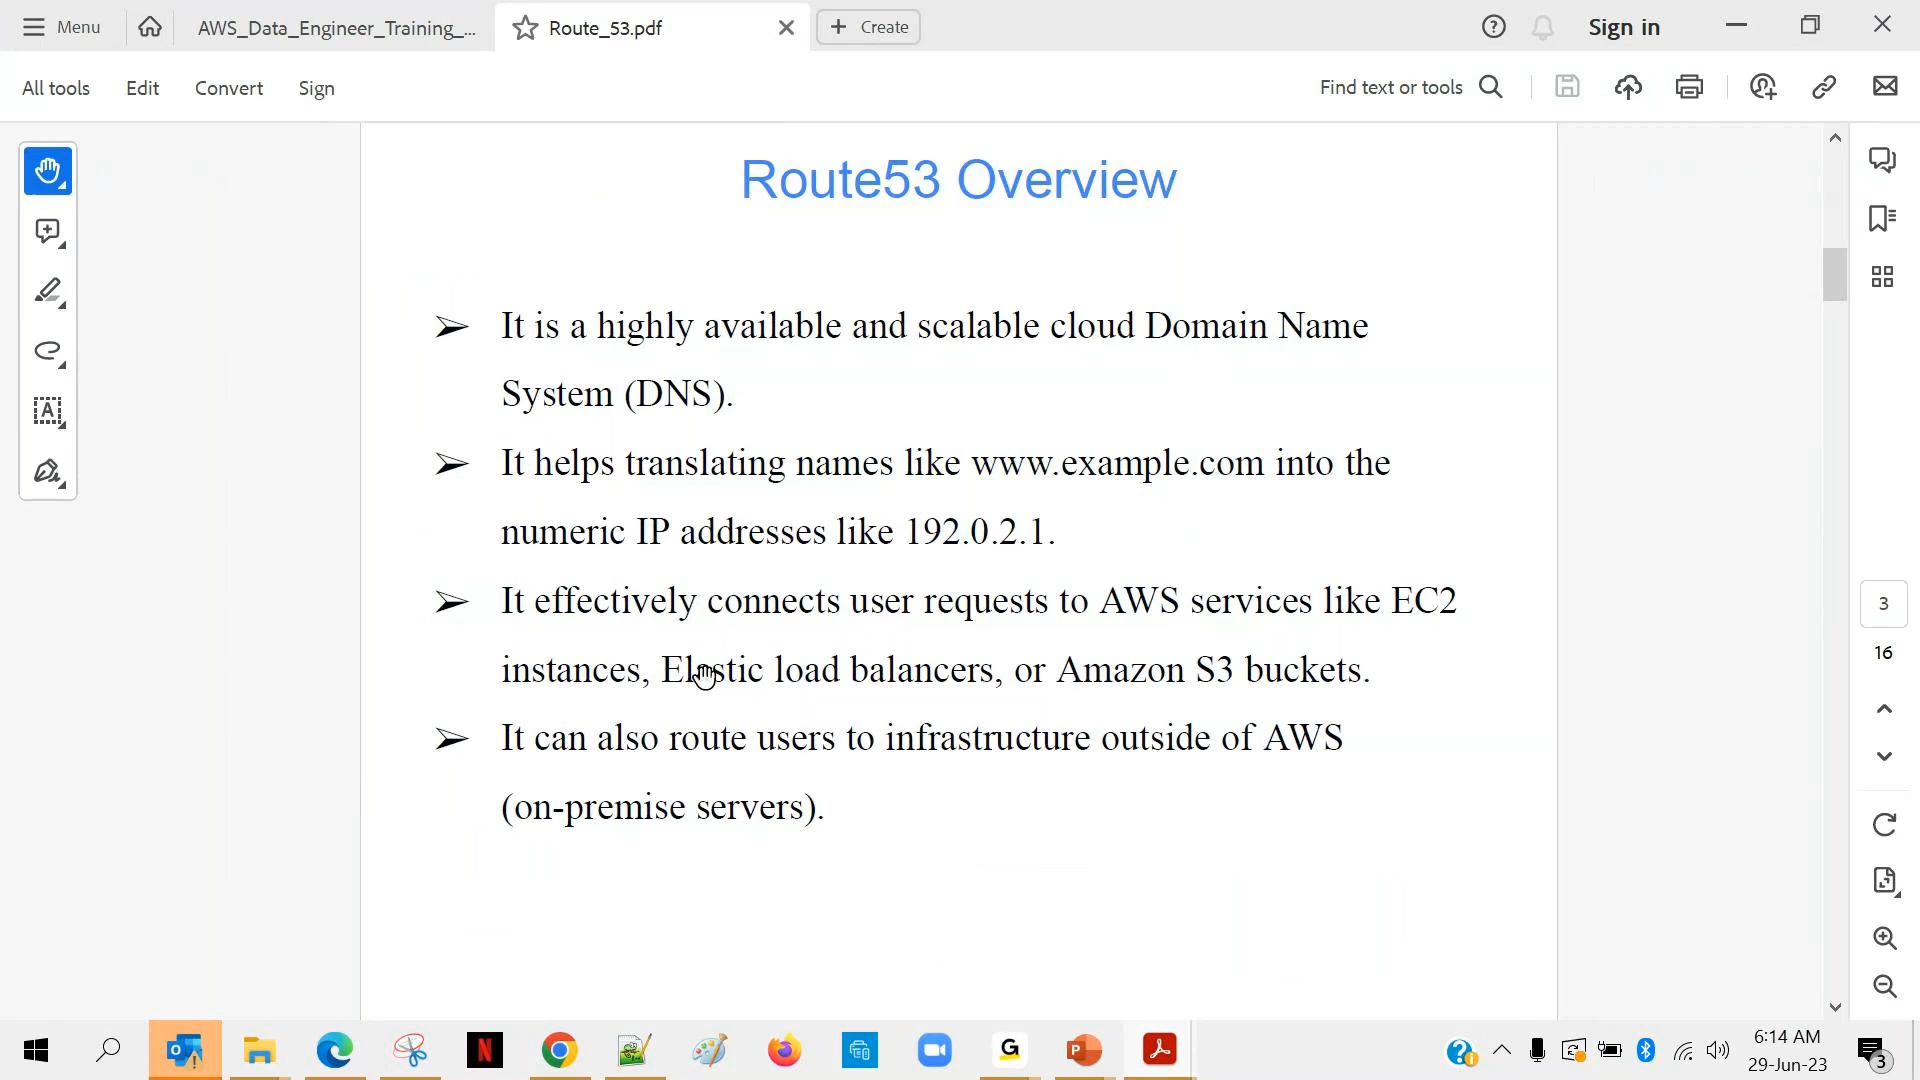 Menu
AWS_Data_Engineer_Training_...
Route_53.pdf
Create
Sign in
All tools
Edit
Convert
Sign
Find text or tools
Route53 Overview
➢ It is a highly available and scalable cloud Domain Name
System (DNS).
➢ It helps translating names like www.example.com into the
numeric IP addresses like 192.0.2.1.
➢ It effectively connects user requests to AWS services like EC2
instances, Elastic load balancers, or Amazon S3 buckets.
➢ It can also route users to infrastructure outside of AWS
(on-premise servers).
3
16
6:14 AM
29-Jun-23
3